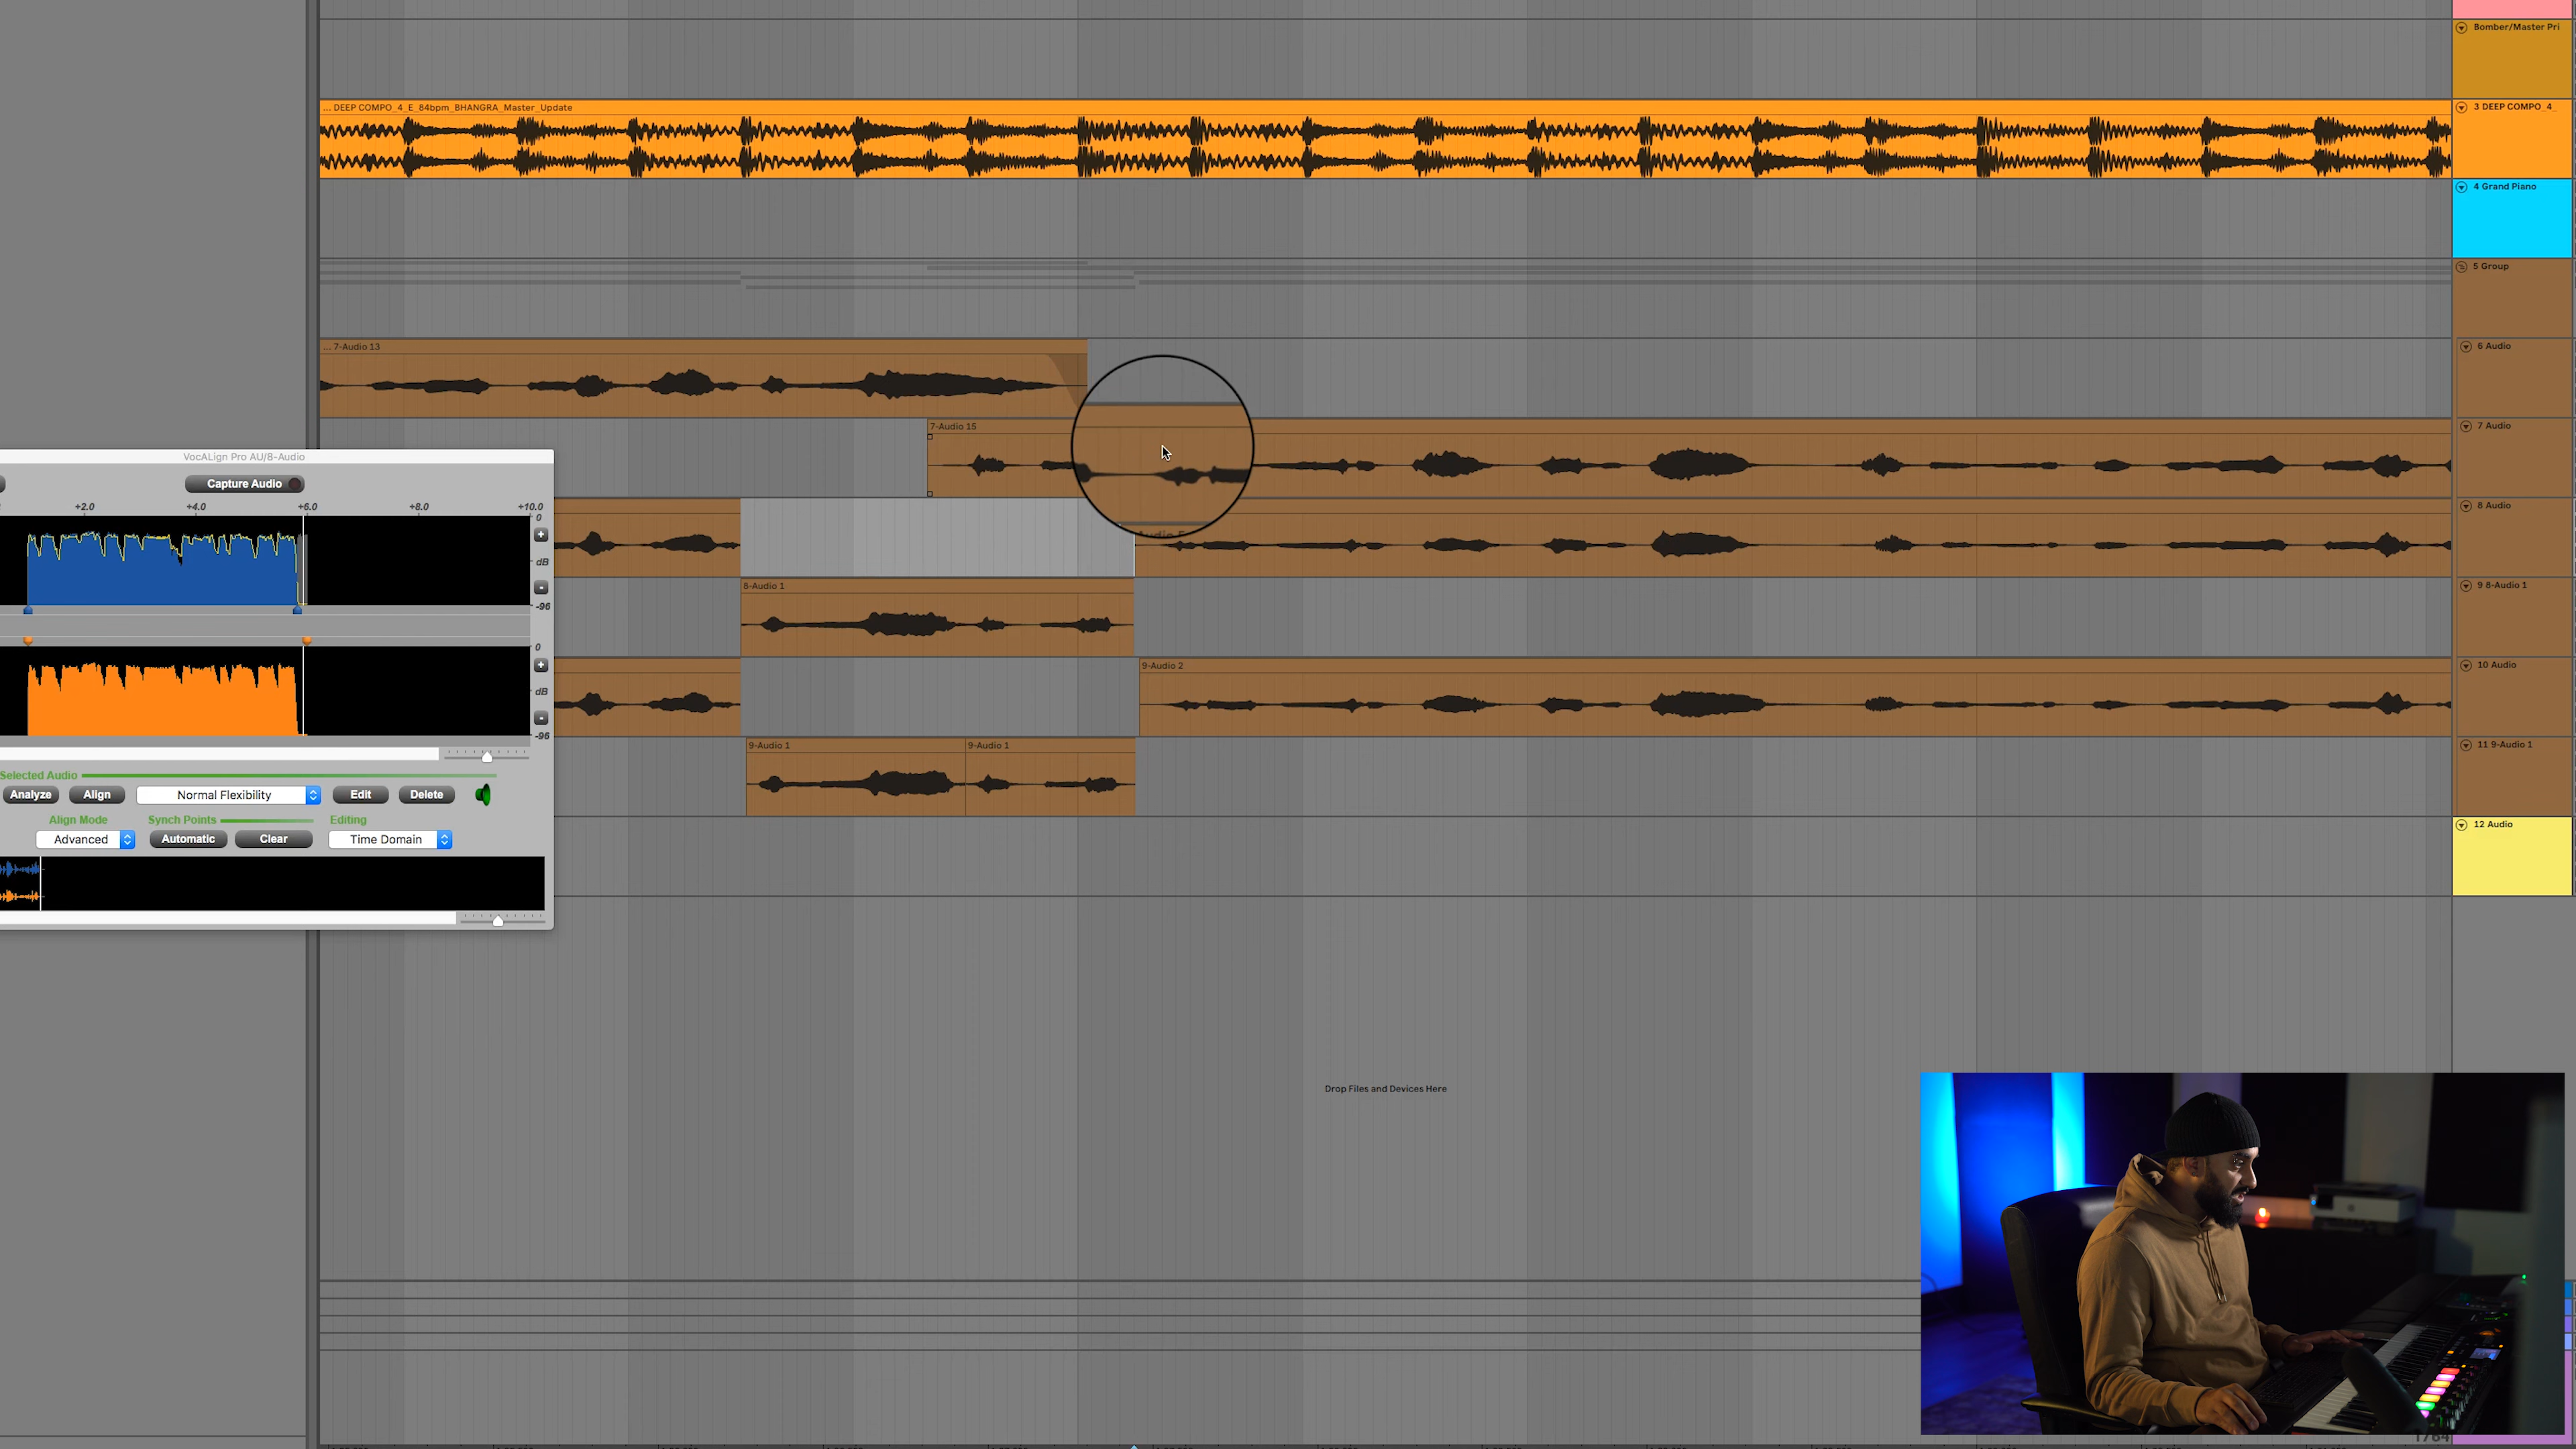 Bomber/Master Pri
... DEEP COMPO_4_E_84bpm_BHANGRA_Master_Update
3 DEEP COMPO_4_
4 Grand Piano
5 Group
... 7-Audio 13
6 Audio
7-Audio 15
7 Audio
VocALign Pro AU/8-Audio
Capture Audio
+2.0 +4.0 +6.0 +8.0 +10.0
0
dB
-96
0
dB
-96
8 Audio
8-Audio 1
9 8-Audio 1
9-Audio 2
10 Audio
9-Audio 1
9-Audio 1
11 9-Audio 1
Selected Audio
Analyze Align Normal Flexibility Edit Delete
Align Mode Synch Points Editing
Advanced Automatic Clear Time Domain
12 Audio
Drop Files and Devices Here